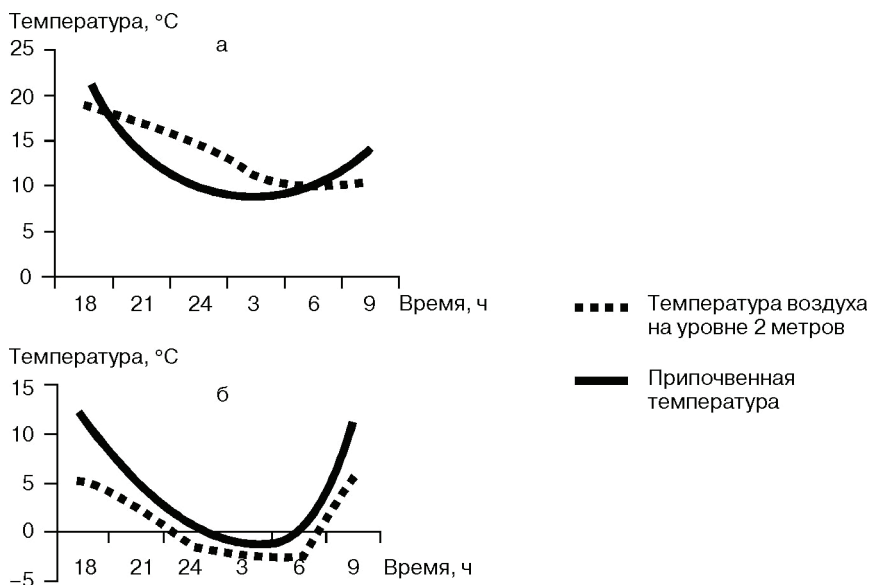 Температура, °C
а
25
20
15
10
5
0
18 21 24 3 6 9 Время, ч
Температура воздуха
на уровне 2 метров
Припочвенная
температура
Температура, °C
б
15
10
5
0
–5
18 21 24 3 6 9 Время, ч